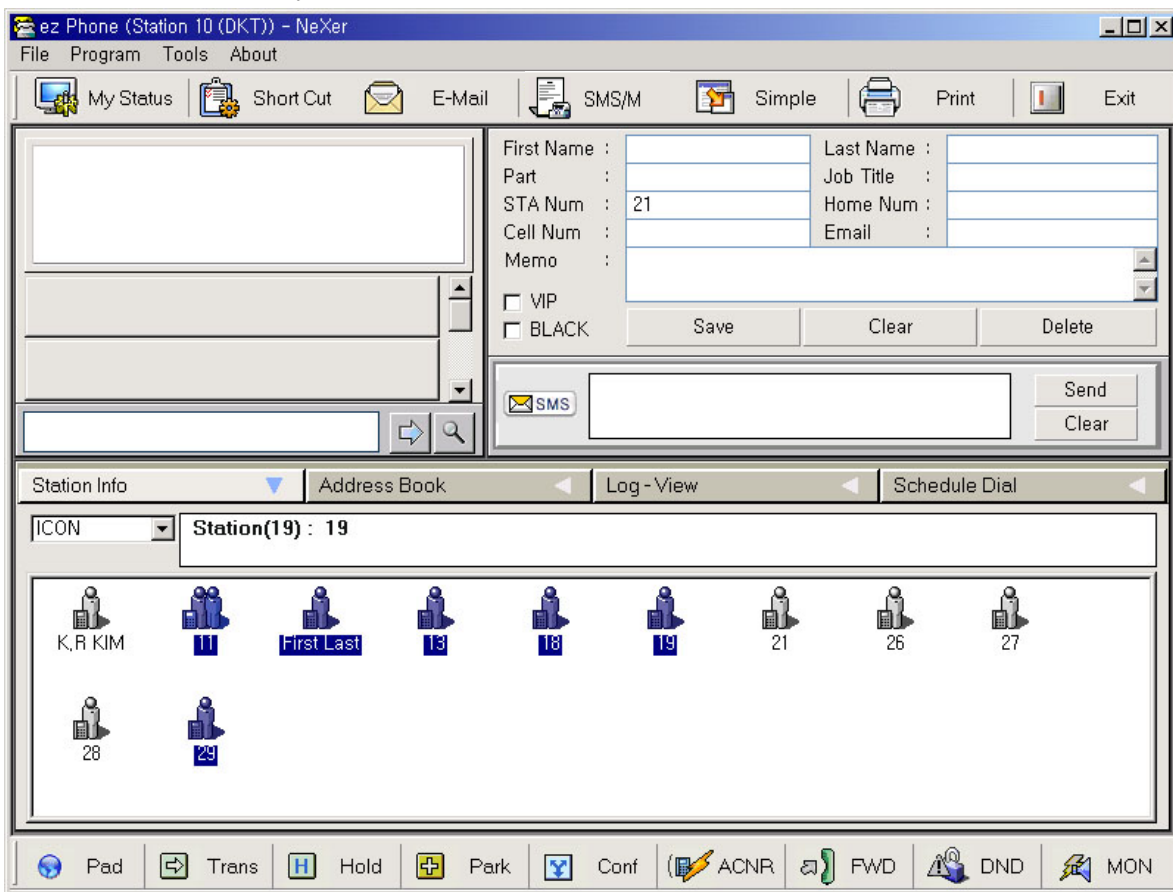 ez Phone (Station 10 (DKT)) - NeXer
File Program Tools About
My Status Short Cut E-Mail SMS/M Simple Print Exit
First Name : Last Name :
Part : Job Title :
STA Num : 21 Home Num :
Cell Num : Email :
Memo :
VIP
BLACK Save Clear Delete
SMS Send
Clear
Station Info Address Book Log-View Schedule Dial
ICON Station(19) : 19
K,R KIM 11 First Last 13 18 19 21 26 27
28 29
Pad Trans H Hold Park Conf ACNR FWD DND MON